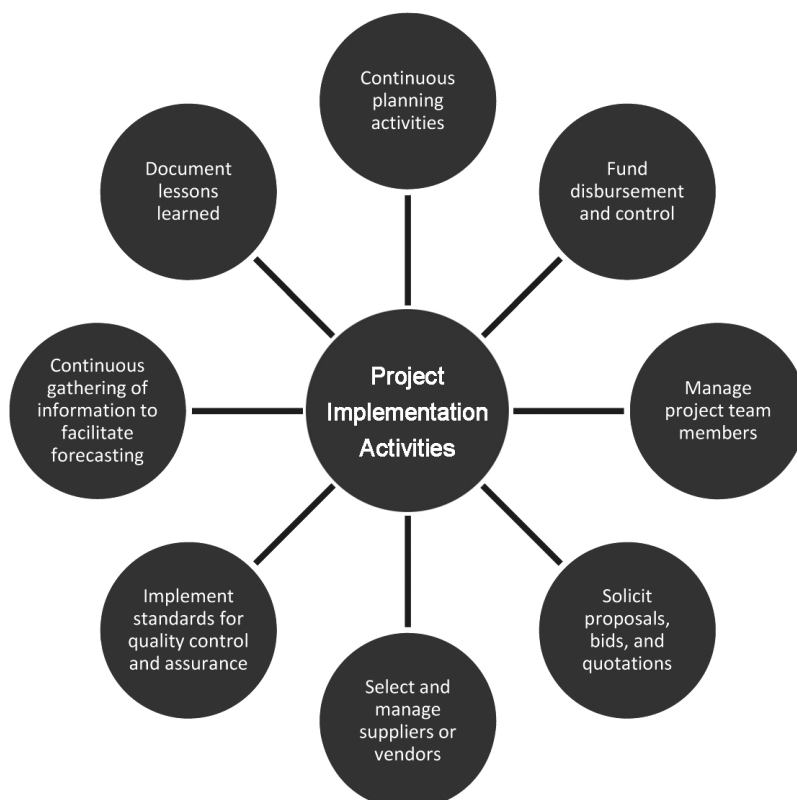 Continuous
planning
activities
Fund
disbursement
and control
Manage
project team
members
Solicit
proposals,
bids, and
quotations
Select and
manage
suppliers or
vendors
Implement
standards for
quality control
and assurance
Continuous
gathering of
information to
facilitate
forecasting
Document
lessons
learned
Project
Implementation
Activities